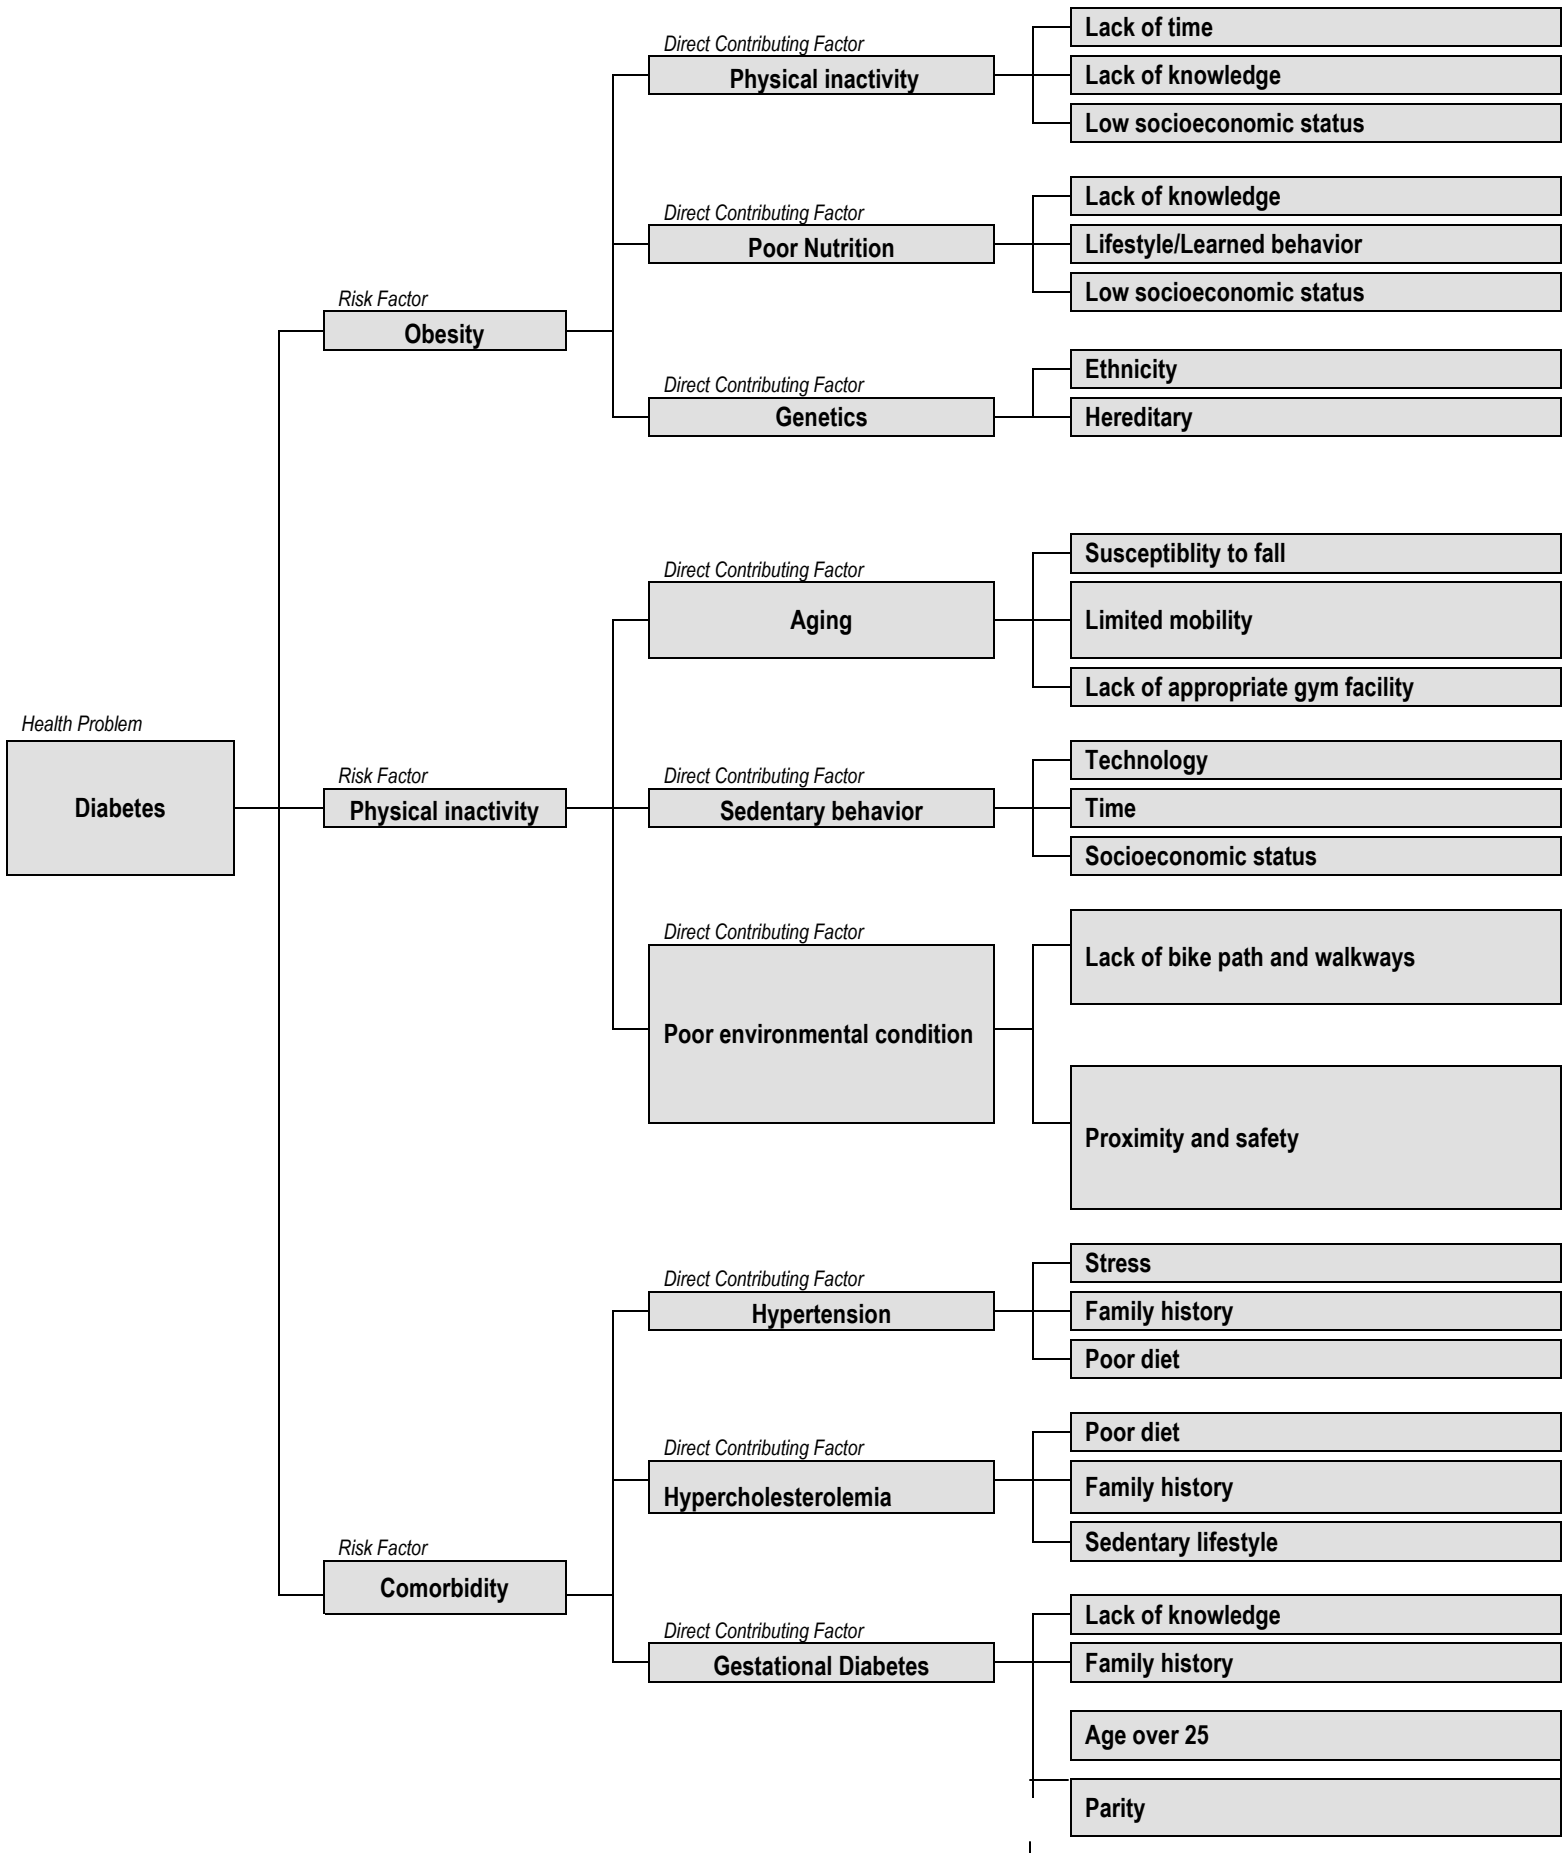 Lack of time
Direct Contributing Factor
Physical inactivity
Lack of knowledge
Low socioeconomic status
Lack of knowledge
Direct Contributing Factor
Poor Nutrition
Lifestyle/Learned behavior
Low socioeconomic status
Risk Factor
Obesity
Ethnicity
Direct Contributing Factor
Genetics
Hereditary
Susceptiblity to fall
Direct Contributing Factor
Aging
Limited mobility
Lack of appropriate gym facility
Health Problem
Diabetes
Risk Factor
Physical inactivity
Technology
Direct Contributing Factor
Sedentary behavior
Time
Socioeconomic status
Direct Contributing Factor
Poor environmental condition
Lack of bike path and walkways
Proximity and safety
Stress
Direct Contributing Factor
Hypertension
Family history
Poor diet
Poor diet
Direct Contributing Factor
Hypercholesterolemia
Family history
Sedentary lifestyle
Risk Factor
Comorbidity
Lack of knowledge
Direct Contributing Factor
Gestational Diabetes
Family history
Age over 25
Parity